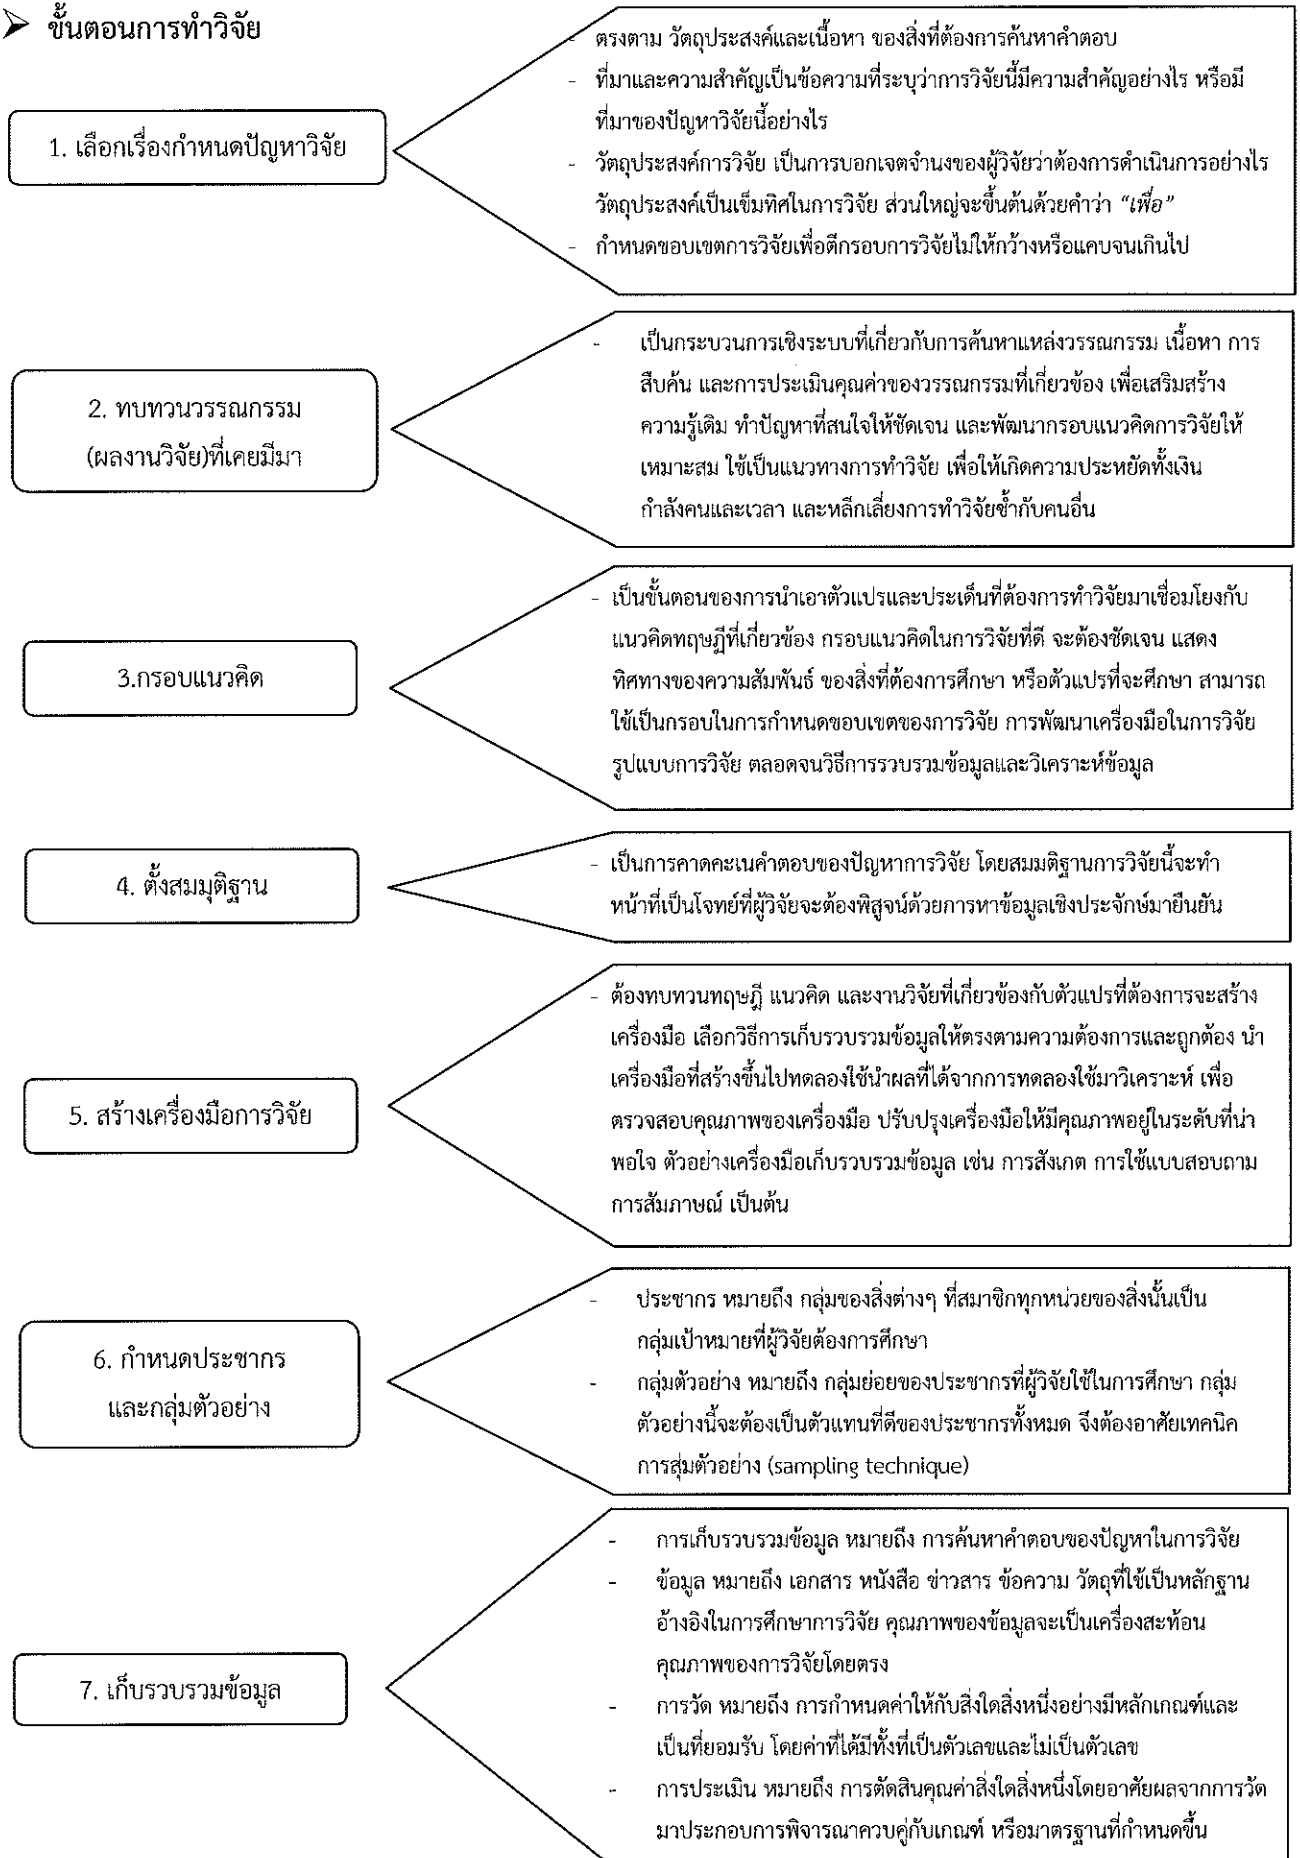 ➢ ขั้นตอนการทำวิจัย
1. เลือกเรื่องกำหนดปัญหาวิจัย
- ตรงตาม วัตถุประสงค์และเนื้อหา ของสิ่งที่ต้องการค้นหาคำตอบ
- ที่มาและความสำคัญเป็นข้อความที่ระบุว่าการวิจัยนี้มีความสำคัญอย่างไร หรือมี
ที่มาของปัญหาวิจัยนี้อย่างไร
- วัตถุประสงค์การวิจัย เป็นการบอกเจตจำนงของผู้วิจัยว่าต้องการดำเนินการอย่างไร
วัตถุประสงค์เป็นเข็มทิศในการวิจัย ส่วนใหญ่จะขึ้นต้นด้วยคำว่า “เพื่อ”
- กำหนดขอบเขตการวิจัยเพื่อตีกรอบการวิจัยไม่ให้กว้างหรือแคบจนเกินไป
2. ทบทวนวรรณกรรม
(ผลงานวิจัย)ที่เคยมีมา
- เป็นกระบวนการเชิงระบบที่เกี่ยวกับการค้นหาแหล่งวรรณกรรม เนื้อหา การ
สืบค้น และการประเมินคุณค่าของวรรณกรรมที่เกี่ยวข้อง เพื่อเสริมสร้าง
ความรู้เดิม ทำปัญหาที่สนใจให้ชัดเจน และพัฒนากรอบแนวคิดการวิจัยให้
เหมาะสม ใช้เป็นแนวทางการทำวิจัย เพื่อให้เกิดความประหยัดทั้งเงิน
กำลังคนและเวลา และหลีกเลี่ยงการทำวิจัยซ้ำกับคนอื่น
3.กรอบแนวคิด
- เป็นขั้นตอนของการนำเอาตัวแปรและประเด็นที่ต้องการทำวิจัยมาเชื่อมโยงกับ
แนวคิดทฤษฎีที่เกี่ยวข้อง กรอบแนวคิดในการวิจัยที่ดี จะต้องชัดเจน แสดง
ทิศทางของความสัมพันธ์ ของสิ่งที่ต้องการศึกษา หรือตัวแปรที่จะศึกษา สามารถ
ใช้เป็นกรอบในการกำหนดขอบเขตของการวิจัย การพัฒนาเครื่องมือในการวิจัย
รูปแบบการวิจัย ตลอดจนวิธีการรวบรวมข้อมูลและวิเคราะห์ข้อมูล
4. ตั้งสมมุติฐาน
- เป็นการคาดคะเนคำตอบของปัญหาการวิจัย โดยสมมติฐานการวิจัยนี้จะทำ
หน้าที่เป็นโจทย์ที่ผู้วิจัยจะต้องพิสูจน์ด้วยการหาข้อมูลเชิงประจักษ์มายืนยัน
5. สร้างเครื่องมือการวิจัย
- ต้องทบทวนทฤษฎี แนวคิด และงานวิจัยที่เกี่ยวข้องกับตัวแปรที่ต้องการจะสร้าง
เครื่องมือ เลือกวิธีการเก็บรวบรวมข้อมูลให้ตรงตามความต้องการและถูกต้อง นำ
เครื่องมือที่สร้างขึ้นไปทดลองใช้นำผลที่ได้จากการทดลองใช้มาวิเคราะห์ เพื่อ
ตรวจสอบคุณภาพของเครื่องมือ ปรับปรุงเครื่องมือให้มีคุณภาพอยู่ในระดับที่น่า
พอใจ ตัวอย่างเครื่องมือเก็บรวบรวมข้อมูล เช่น การสังเกต การใช้แบบสอบถาม
การสัมภาษณ์ เป็นต้น
6. กำหนดประชากร
และกลุ่มตัวอย่าง
- ประชากร หมายถึง กลุ่มของสิ่งต่างๆ ที่สมาชิกทุกหน่วยของสิ่งนั้นเป็น
กลุ่มเป้าหมายที่ผู้วิจัยต้องการศึกษา
- กลุ่มตัวอย่าง หมายถึง กลุ่มย่อยของประชากรที่ผู้วิจัยใช้ในการศึกษา กลุ่ม
ตัวอย่างนี้จะต้องเป็นตัวแทนที่ดีของประชากรทั้งหมด จึงต้องอาศัยเทคนิค
การสุ่มตัวอย่าง (sampling technique)
7. เก็บรวบรวมข้อมูล
- การเก็บรวบรวมข้อมูล หมายถึง การค้นหาคำตอบของปัญหาในการวิจัย
- ข้อมูล หมายถึง เอกสาร หนังสือ ข่าวสาร ข้อความ วัตถุที่ใช้เป็นหลักฐาน
อ้างอิงในการศึกษาการวิจัย คุณภาพของข้อมูลจะเป็นเครื่องสะท้อน
คุณภาพของการวิจัยโดยตรง
- การวัด หมายถึง การกำหนดค่าให้กับสิ่งใดสิ่งหนึ่งอย่างมีหลักเกณฑ์และ
เป็นที่ยอมรับ โดยค่าที่ได้มีทั้งที่เป็นตัวเลขและไม่เป็นตัวเลข
- การประเมิน หมายถึง การตัดสินคุณค่าสิ่งใดสิ่งหนึ่งโดยอาศัยผลจากการวัด
มาประกอบการพิจารณาควบคู่กับเกณฑ์ หรือมาตรฐานที่กำหนดขึ้น